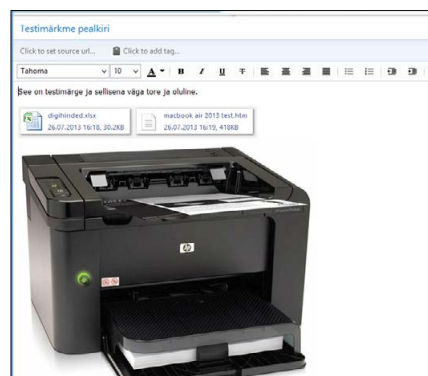 Testimärkme pealkiri
Click to set source url...
Click to add tag...
Tahoma 10 A B I U T
See on testimärge ja sellisena väga tore ja oluline.
digihinded.xlsx
26.07.2013 16:18, 30.2KB
macbook air 2013 test.htm
26.07.2013 16:19, 418KB
hp